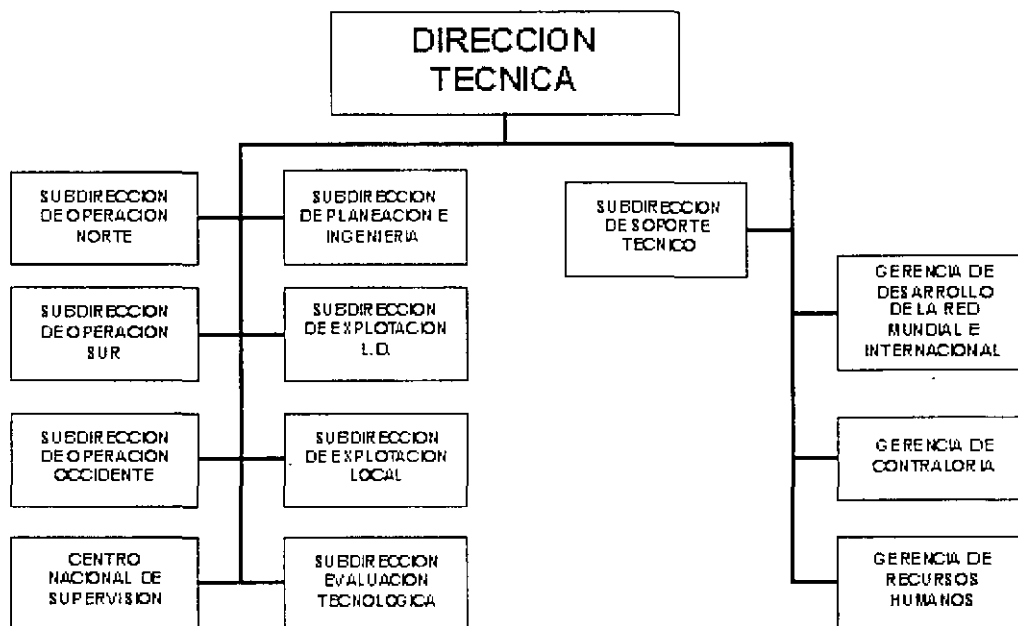 DIRECCION
TECNICA
SUBDIRECCION
DE OPERACION
NORTE
SUBDIRECCION
DE PLANEACION E
INGENIERIA
SUBDIRECCION
DE SOPORTE
TECNICO
GERENCIA DE
DESARROLLO
DE LA RED
MUNDIAL E
INTERNACIONAL
SUBDIRECCION
DE OPERACION
SUR
SUBDIRECCION
DE EXPLOTACION
L.D.
SUBDIRECCION
DE OPERACION
OCCIDENTE
SUBDIRECCION
DE EXPLOTACION
LOCAL
GERENCIA DE
CONTRALORIA
CENTRO
NACIONAL DE
SUPERVISION
SUBDIRECCION
EVALUACION
TECNOLOGICA
GERENCIA DE
RECURSOS
HUMANOS